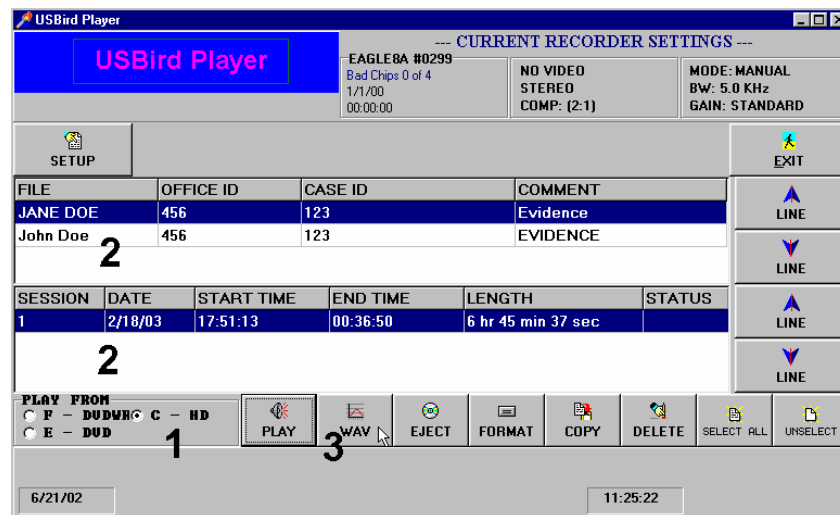 USBird Player
USBird Player
--- CURRENT RECORDER SETTINGS ---
EAGLE8A #0299
Bad Chips 0 of 4
1/1/00
00:00:00
NO VIDEO
STEREO
COMP: (2:1)
MODE: MANUAL
BW: 5.0 KHz
GAIN: STANDARD
SETUP
EXIT
FILE OFFICE ID CASE ID COMMENT
JANE DOE 456 123 Evidence
John Doe 456 123 EVIDENCE
2
LINE
LINE
SESSION DATE START TIME END TIME LENGTH STATUS
1 2/18/03 17:51:13 00:36:50 6 hr 45 min 37 sec
2
LINE
LINE
PLAY FROM
F - DVDWR C - HD
E - DVD
1
PLAY
3
WAV
EJECT
FORMAT
COPY
DELETE
SELECT ALL
UNSELECT
6/21/02
11:25:22